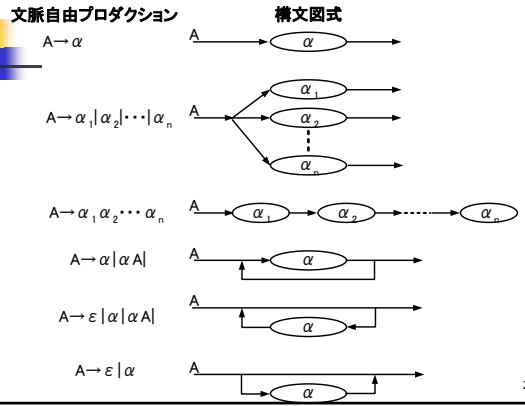 文脈自由プロダクション 構文図式
A→α A α
A→α₁|α₂|・・・|αₙ A α₁
α₂
αₙ
A→α₁α₂・・・αₙ A α₁ α₂ αₙ
A→α|αA| A α
A→ε|α|αA| A α
A→ε|α A α